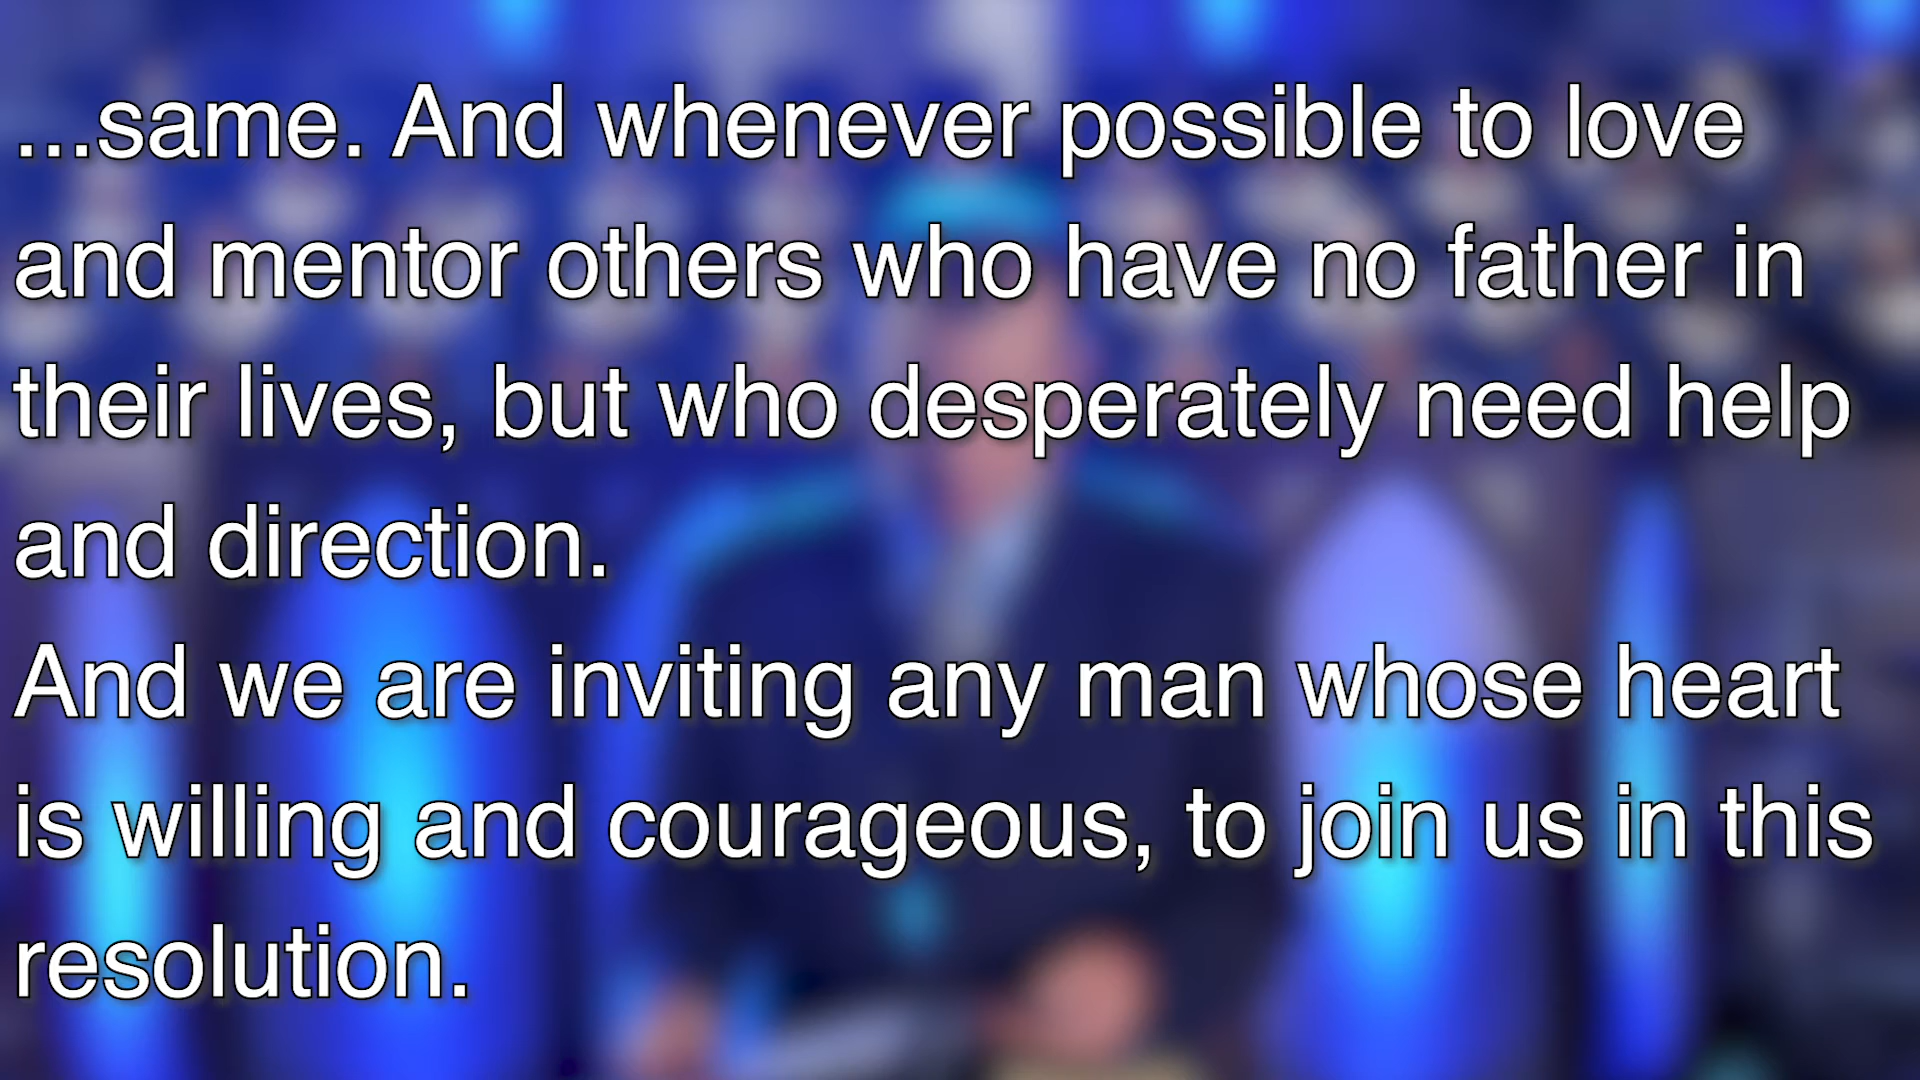 ...same. And whenever possible to love
and mentor others who have no father in
their lives, but who desperately need help
and direction.
And we are inviting any man whose heart
is willing and courageous, to join us in this
resolution.